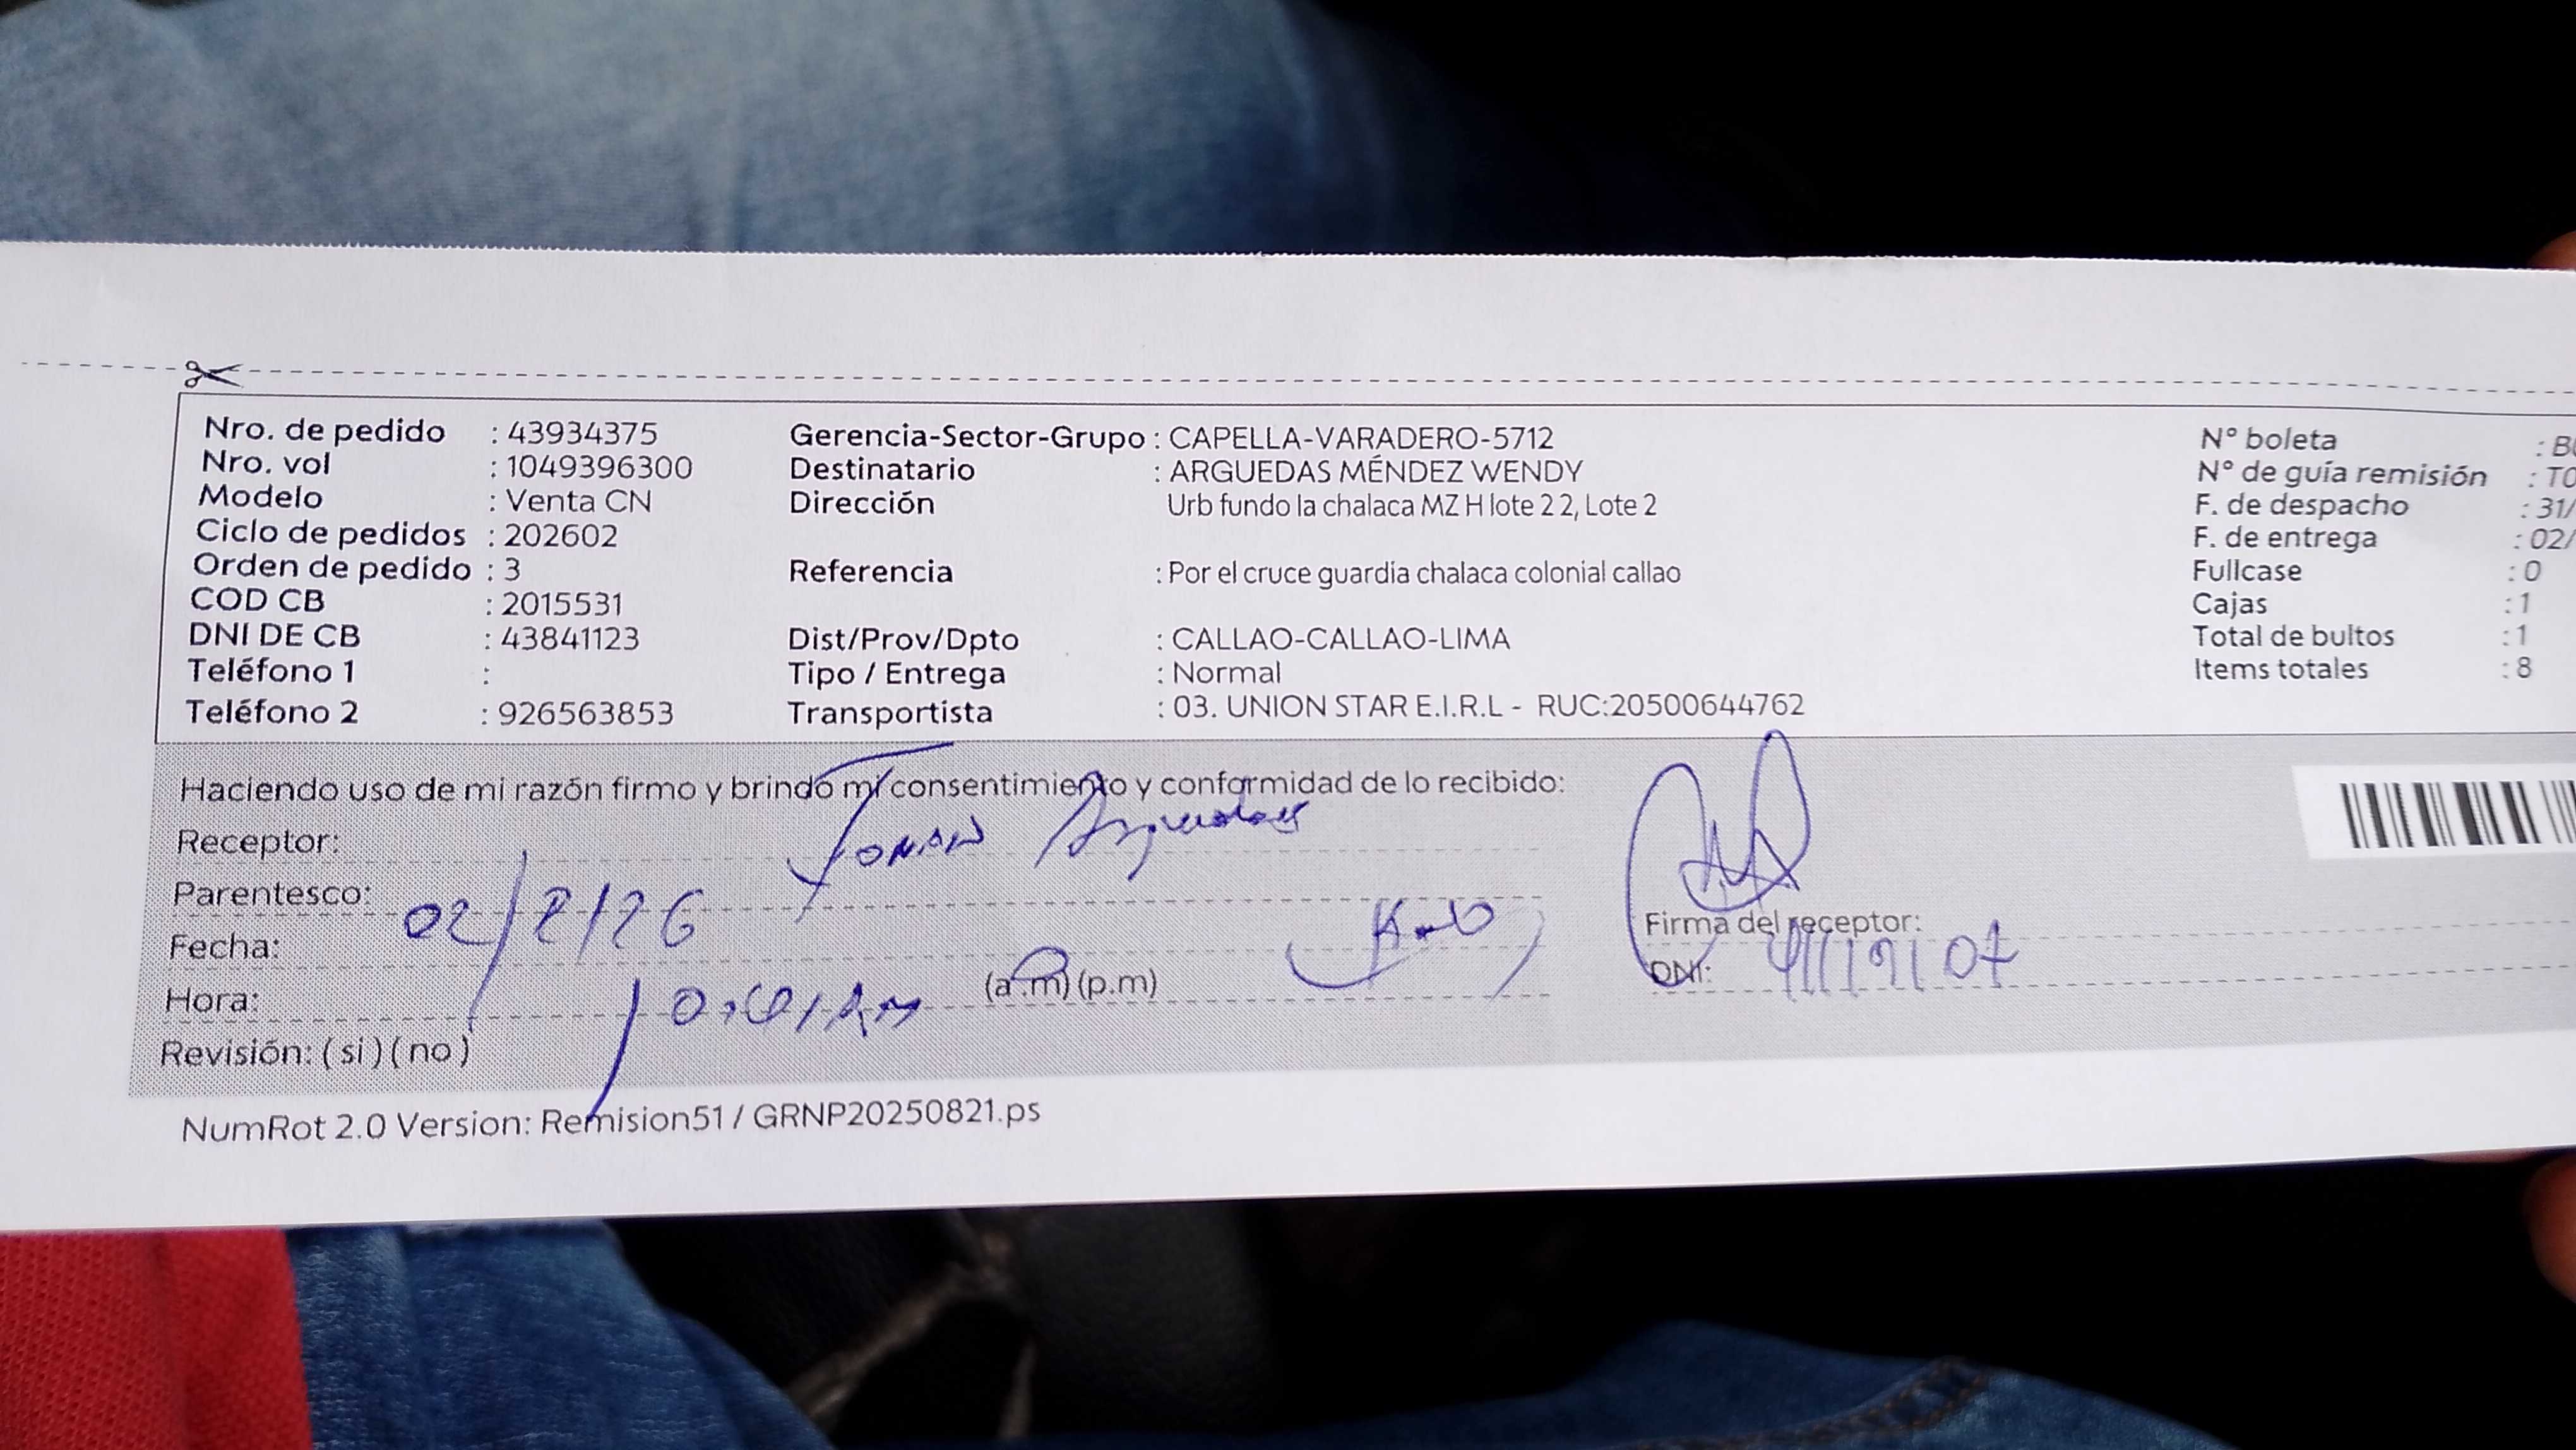 Nro. de pedido : 43934375 Gerencia-Sector-Grupo : CAPELLA-VARADERO-5712 N° boleta : B
Nro. vol : 1049396300 Destinatario : ARGUEDAS MÉNDEZ WENDY N° de guía remisión : T0
Modelo : Venta CN Dirección Urb fundo la chalaca MZ H lote 2 2, Lote 2 F. de despacho : 31/
Ciclo de pedidos : 202602 F. de entrega : 02/
Orden de pedido : 3 Referencia : Por el cruce guardia chalaca colonial callao Fullcase : 0
COD CB : 2015531 Cajas : 1
DNI DE CB : 43841123 Dist/Prov/Dpto : CALLAO-CALLAO-LIMA Total de bultos : 1
Teléfono 1 : Tipo / Entrega : Normal Items totales : 8
Teléfono 2 : 926563853 Transportista : 03. UNION STAR E.I.R.L - RUC:20500644762
Haciendo uso de mi razón firmo y brindo mi consentimiento y conformidad de lo recibido:
Receptor: Arguedas
Parentesco:
Firma del receptor:
Fecha: 02/2/26
DNI:
Hora: (a.m) (p.m)
Revisión: ( si ) ( no )
NumRot 2.0 Version: Remision51 / GRNP20250821.ps